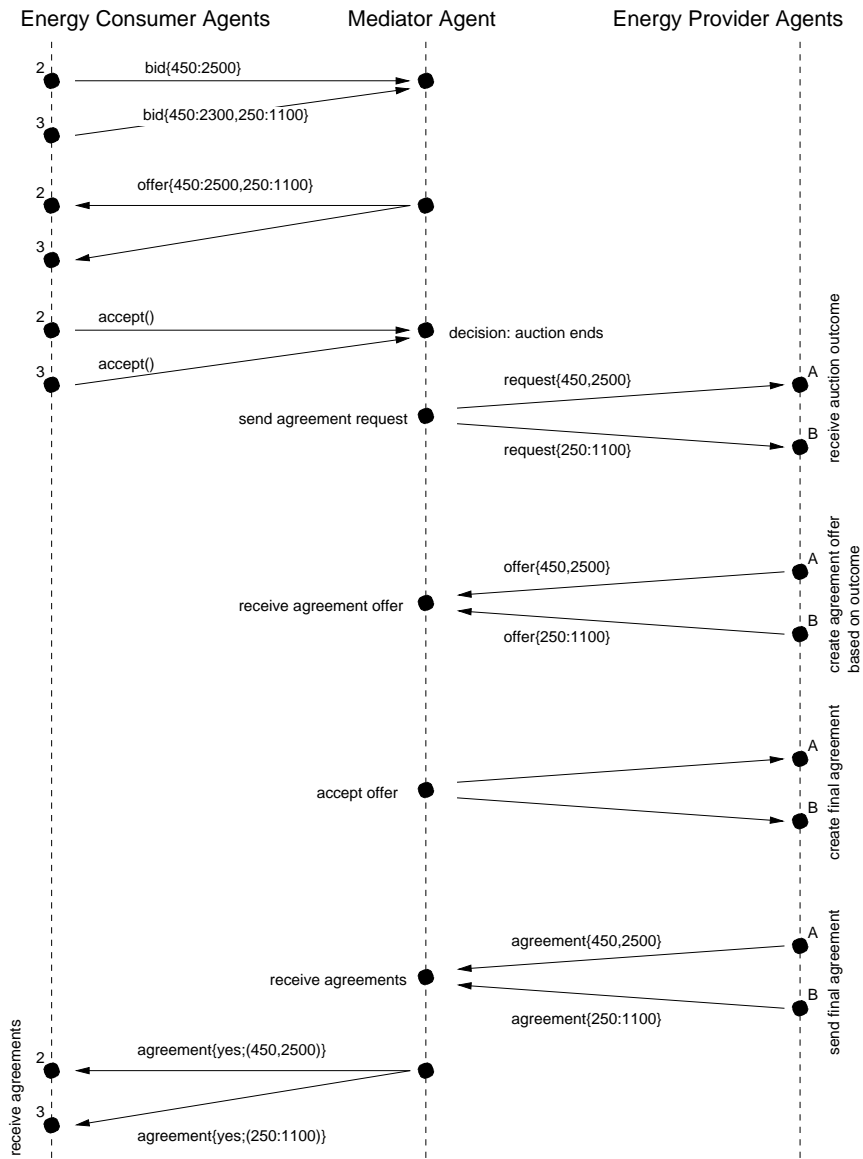 Energy Consumer Agents
Mediator Agent
Energy Provider Agents
2
bid{450:2500}
3
bid{450:2300,250:1100}
2
offer{450:2500,250:1100}
3
2
accept()
decision: auction ends
3
accept()
request{450,2500}
A
send agreement request
B
request{250:1100}
receive auction outcome
offer{450,2500}
A
receive agreement offer
B
offer{250:1100}
create agreement offer
based on outcome
A
accept offer
B
create final agreement
agreement{450,2500}
A
receive agreements
B
agreement{250:1100}
send final agreement
2
agreement{yes;(450,2500)}
3
agreement{yes;(250:1100)}
receive agreements